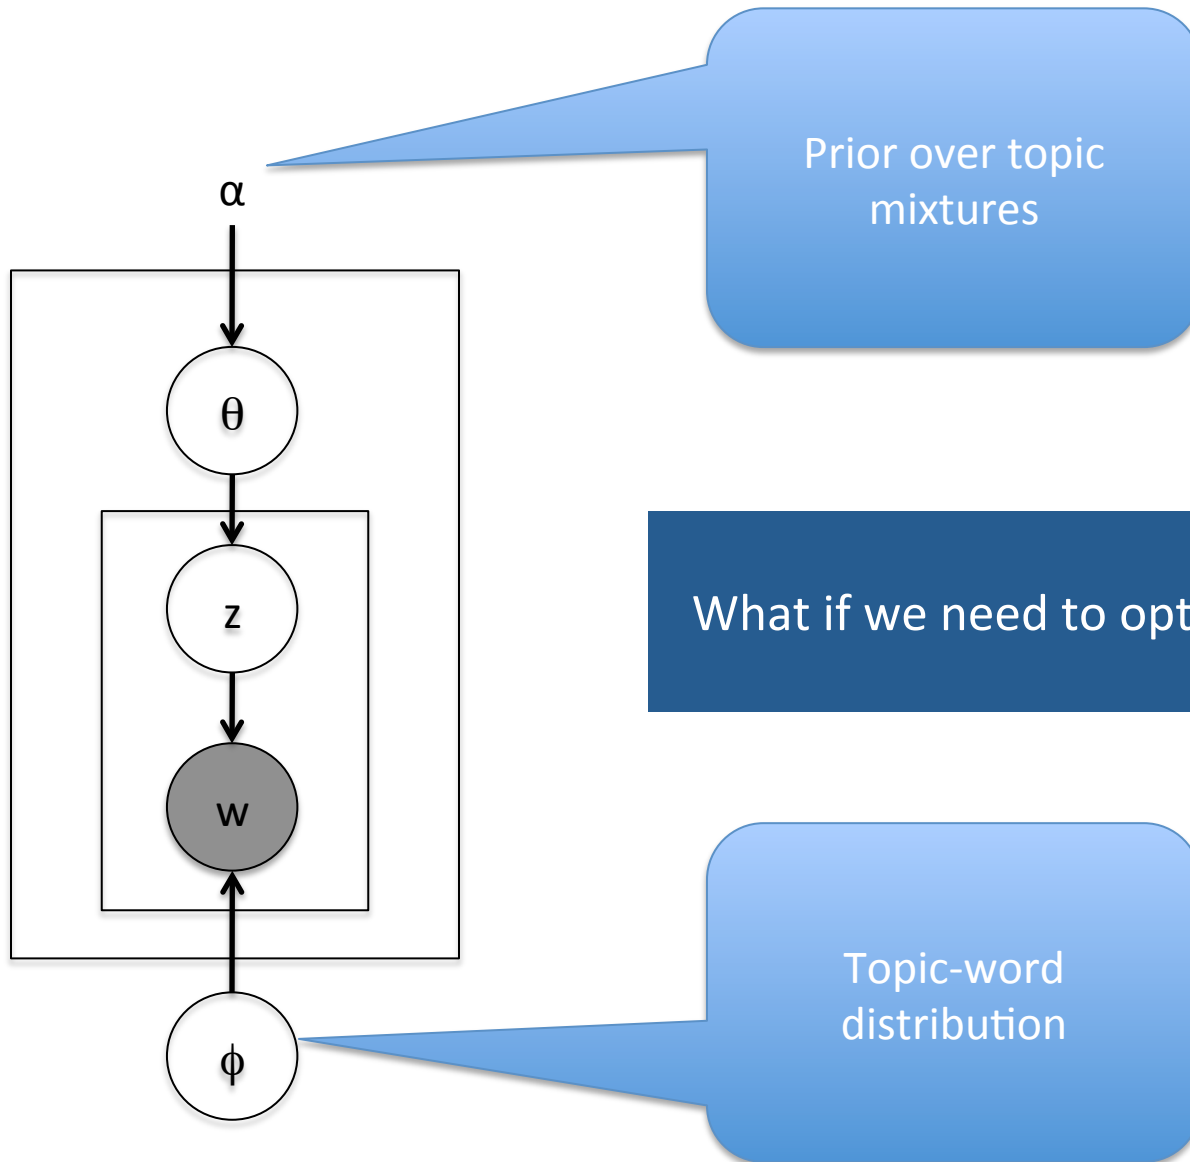 Prior over topic
mixtures
α
θ
z
What if we need to opt
w
Topic-word
distribution
ϕ